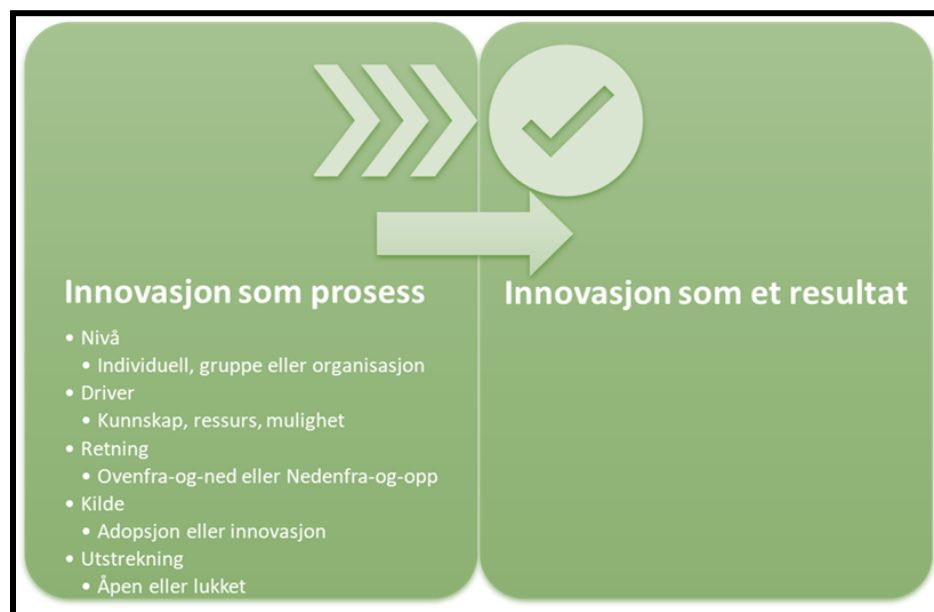 Innovasjon som prosess
• Nivå
• Individuell, gruppe eller organisasjon
• Driver
• Kunnskap, ressurs, mulighet
• Retning
• Ovenfra-og-ned eller Nedenfra-og-opp
• Kilde
• Adopsjon eller innovasjon
• Utstrekning
• Åpen eller lukket
Innovasjon som et resultat